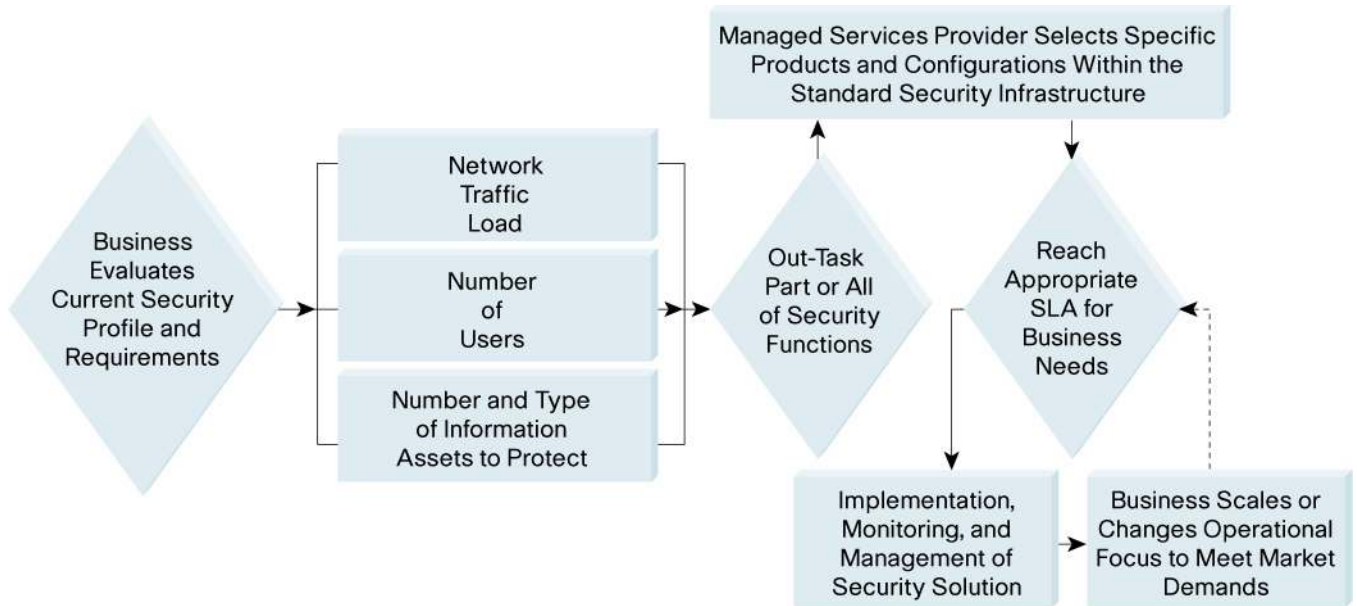 Business
Evaluates
Current Security
Profile and
Requirements
Network
Traffic
Load
Number
of
Users
Number and Type
of Information
Assets to Protect
Out-Task
Part or All
of Security
Functions
Managed Services Provider Selects Specific
Products and Configurations Within the
Standard Security Infrastructure
Reach
Appropriate
SLA for
Business
Needs
Implementation,
Monitoring, and
Management of
Security Solution
Business Scales or
Changes Operational
Focus to Meet Market
Demands